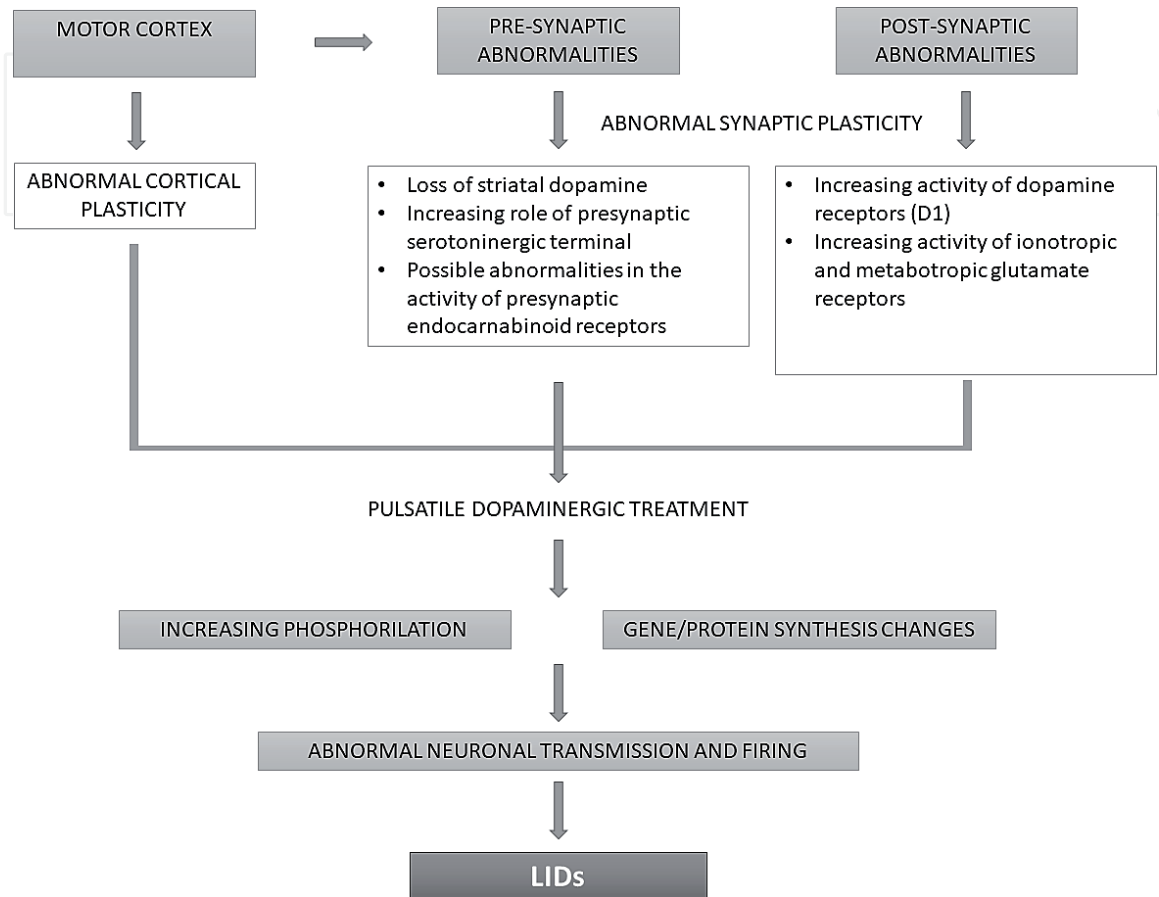 MOTOR CORTEX
PRE-SYNAPTIC
ABNORMALITIES
POST-SYNAPTIC
ABNORMALITIES
ABNORMAL SYNAPTIC PLASTICITY
ABNORMAL CORTICAL
PLASTICITY
• Loss of striatal dopamine
• Increasing role of presynaptic
serotoninergic terminal
• Possible abnormalities in the
activity of presynaptic
endocarnabinoid receptors
• Increasing activity of dopamine
receptors (D1)
• Increasing activity of ionotropic
and metabotropic glutamate
receptors
PULSATILE DOPAMINERGIC TREATMENT
INCREASING PHOSPHORILATION
GENE/PROTEIN SYNTHESIS CHANGES
ABNORMAL NEURONAL TRANSMISSION AND FIRING
LIDs